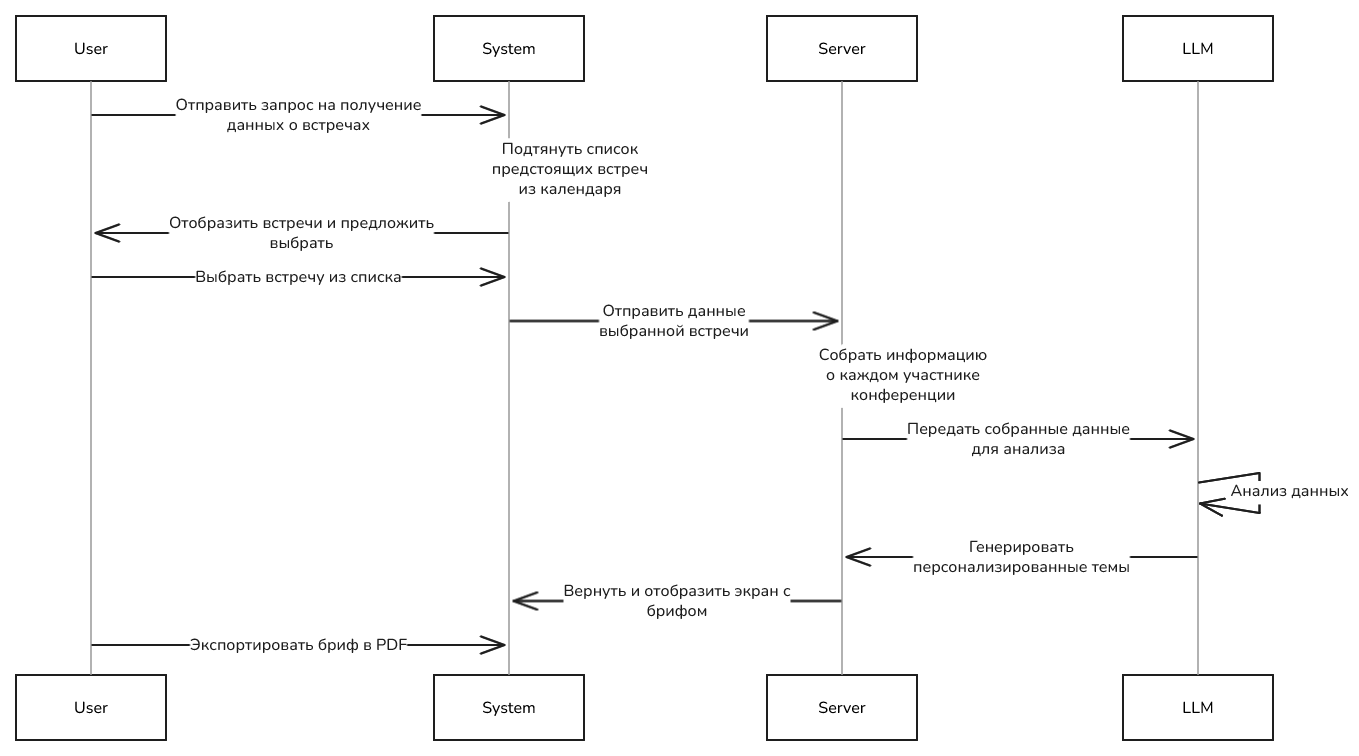 User
System
Server
LLM
Отправить запрос на получение
данных о встречах
Подтянуть список
предстоящих встреч
из календаря
Отобразить встречи и предложить
выбрать
Выбрать встречу из списка
Отправить данные
выбранной встречи
Собрать информацию
о каждом участнике
конференции
Передать собранные данные
для анализа
Анализ данных
Генерировать
персонализированные темы
Вернуть и отобразить экран с
брифом
Экспортировать бриф в PDF
User
System
Server
LLM